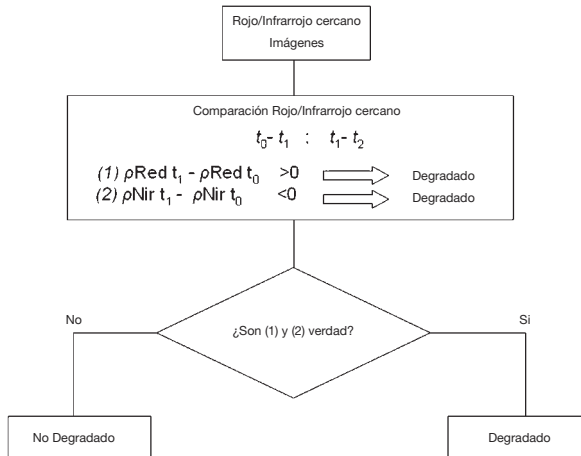 Rojo/Infrarrojo cercano
Imágenes
Comparación Rojo/Infrarrojo cercano
t₀- t₁ ; t₁- t₂
(1) ρRed t₁ - ρRed t₀ >0 Degradado
(2) ρNir t₁ - ρNir t₀ <0 Degradado
¿Son (1) y (2) verdad?
No
Si
No Degradado
Degradado